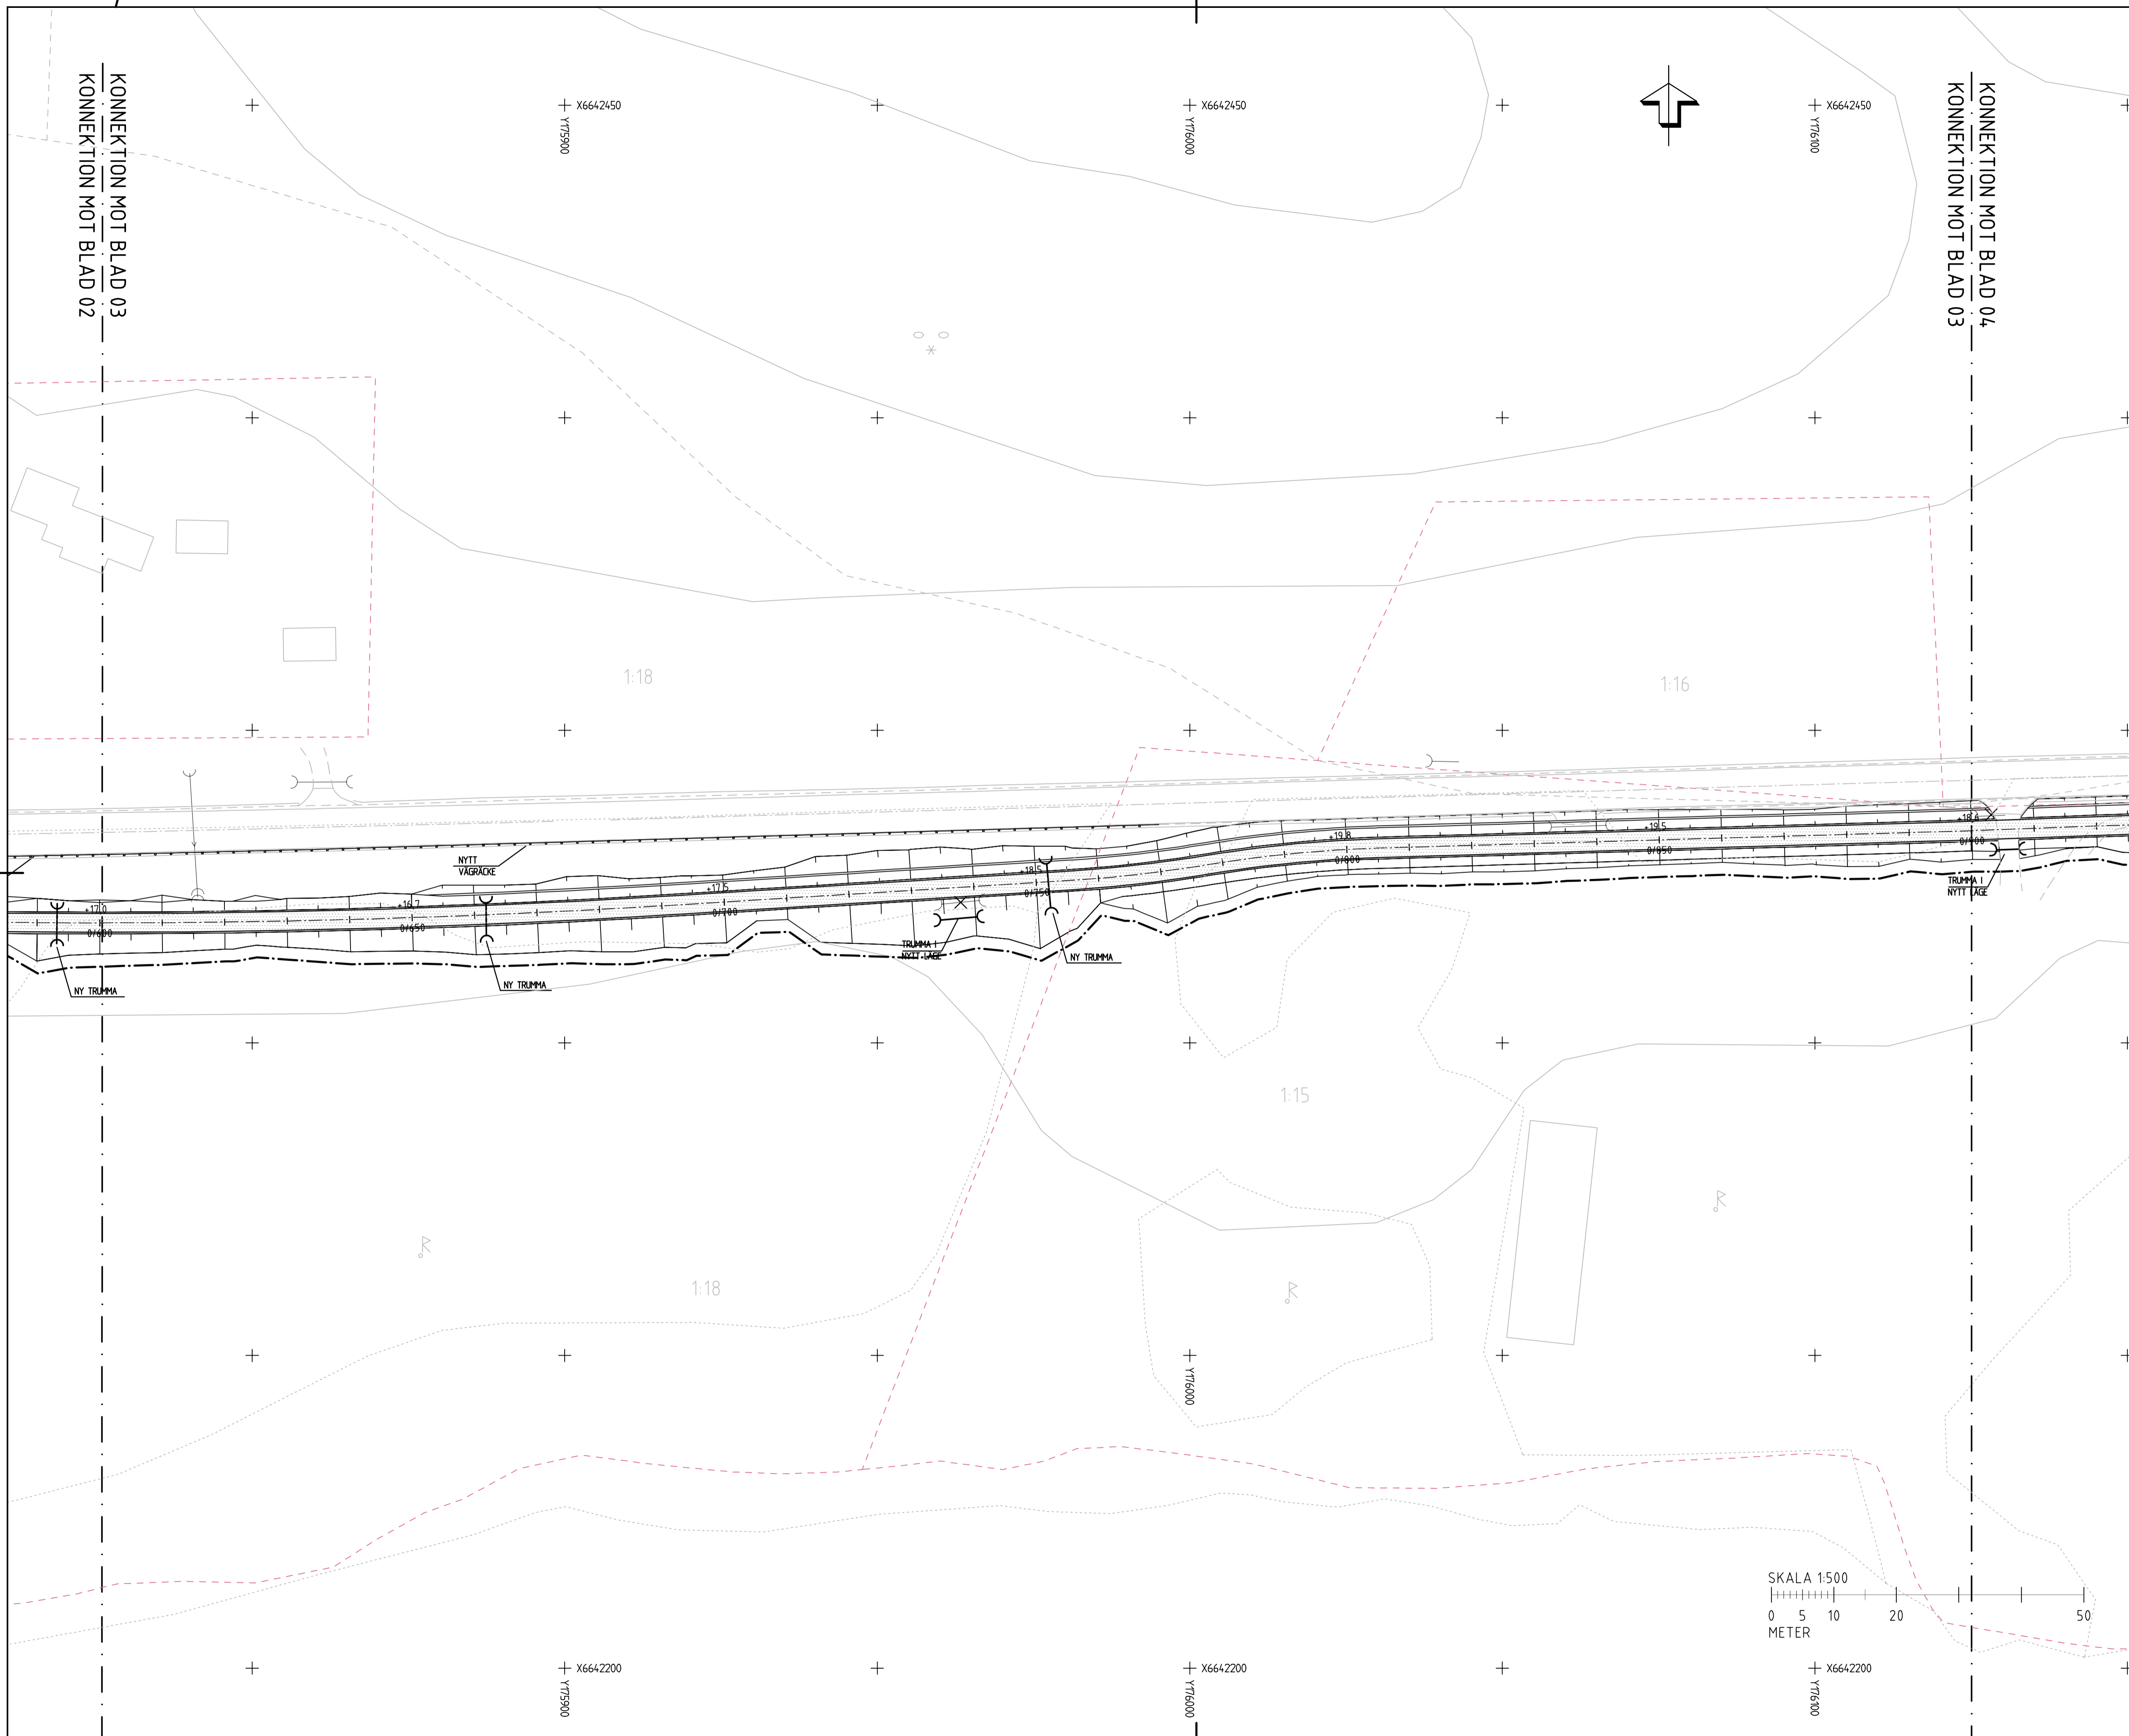 KONNEKTION MOT BLAD 03
KONNEKTION MOT BLAD 02
X6642450
Y175900
X6642450
Y176000
X6642450
Y176100
KONNEKTION MOT BLAD 04
KONNEKTION MOT BLAD 03
1:18
1:16
NYTT
VÄGRÄCKE
+17,0
0/600
+16,7
0/650
+17,5
0/700
+18,5
0/750
+19,8
0/800
+19,5
0/850
+18,6
0/900
NY TRUMMA
NY TRUMMA
TRUMMA I
NYTT LÄGE
NY TRUMMA
TRUMMA I
NYTT LÄGE
1:15
1:18
Y176000
SKALA 1:500
0 5 10 20 50
METER
X6642200
Y175900
X6642200
Y176000
X6642200
Y176100